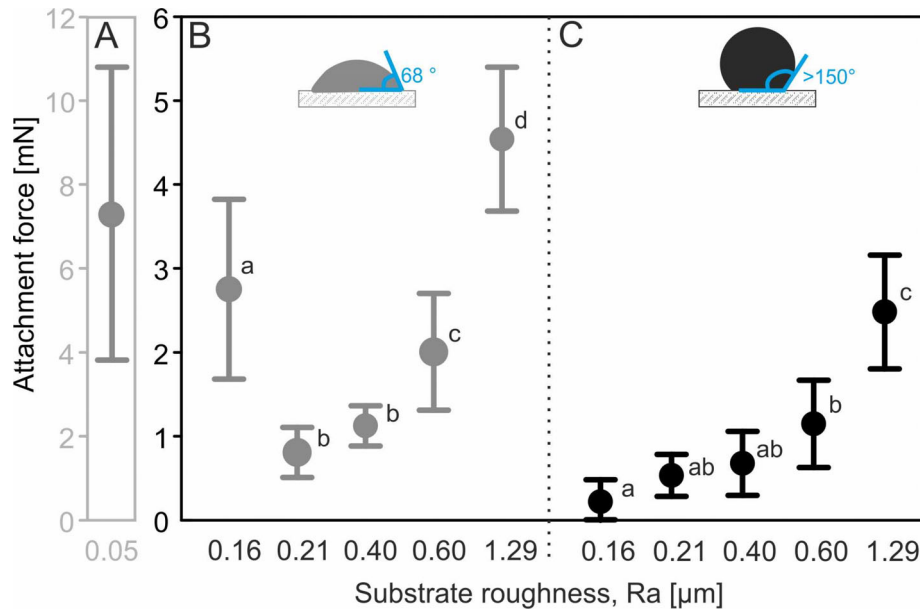 A
B
C
Attachment force [mN]
12
10
8
6
4
2
0
0.05
6
5
4
3
2
1
0
68 °
>150°
a
b
b
c
d
a
ab
ab
b
c
0.16 0.21 0.40 0.60 1.29 0.16 0.21 0.40 0.60 1.29
Substrate roughness, Ra [µm]